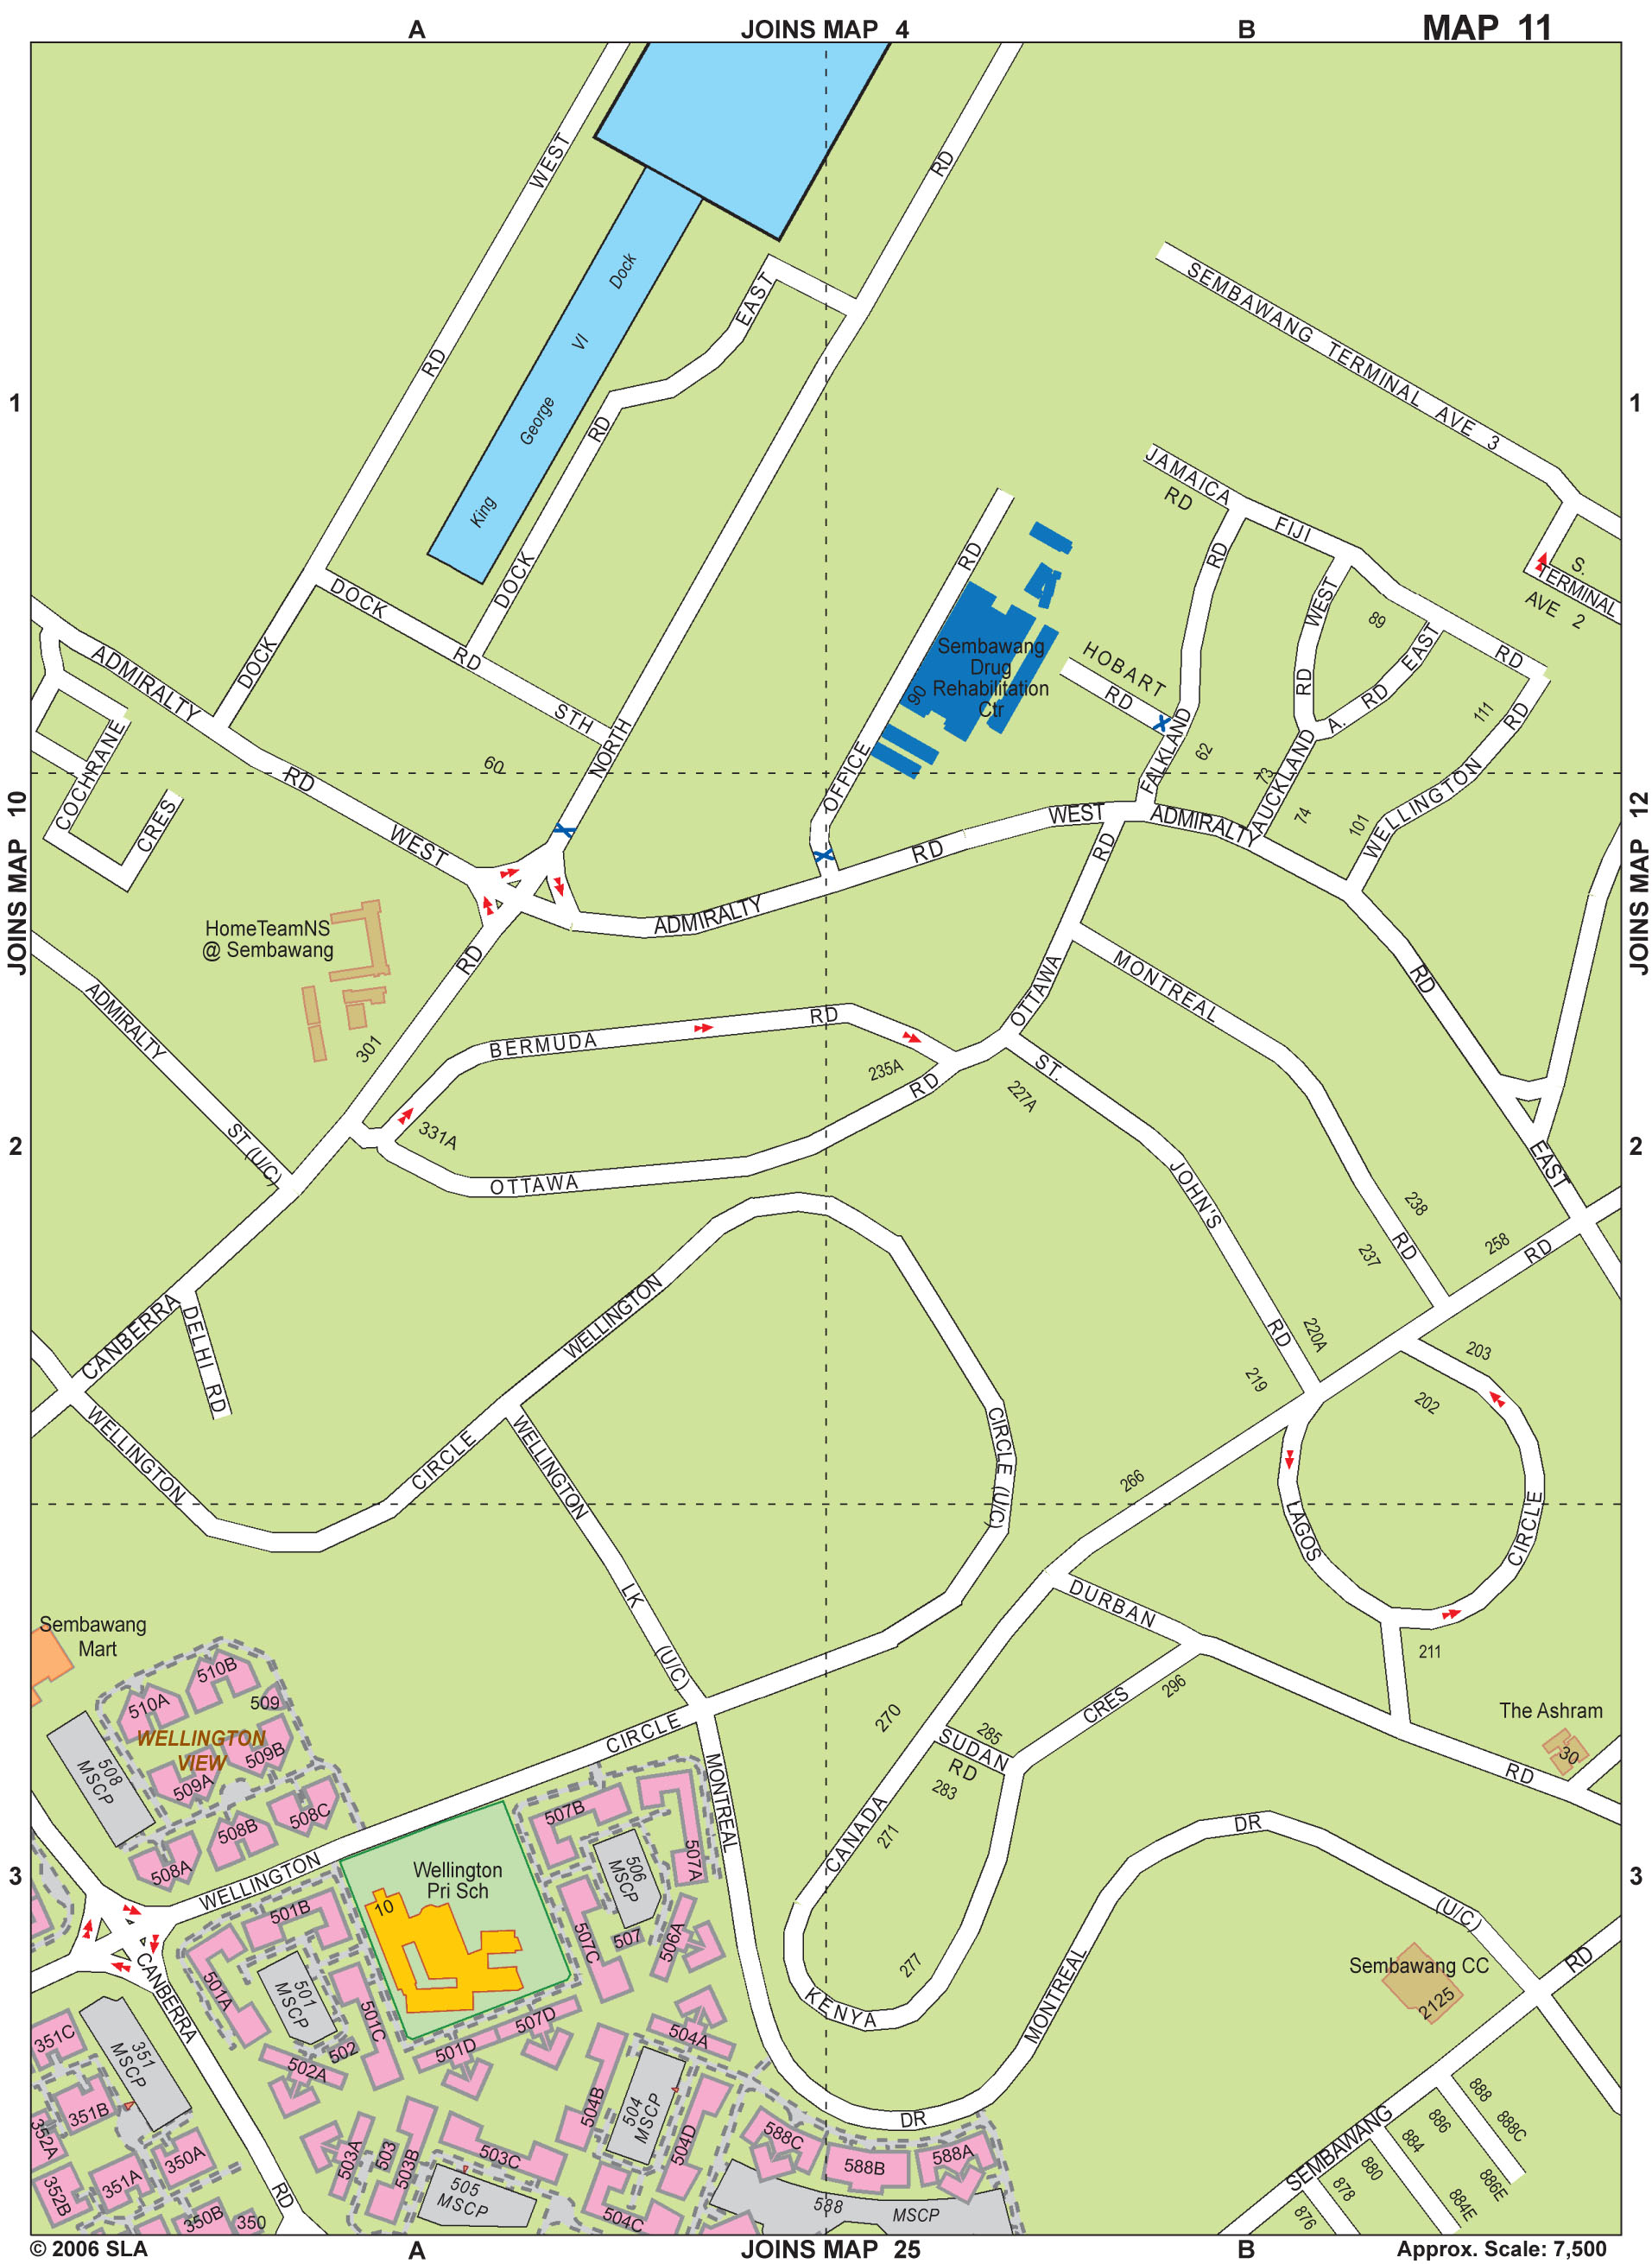 A
JOINS MAP 4
B
MAP 11
WEST
RD
RD
Dock
VI
George
King
EAST
RD
DOCK
SEMBAWANG TERMINAL AVE 3
1
1
JAMAICA
RD
FIJI
RD
S.
TERMINAL
AVE 2
DOCK
DOCK
RD
STH
NORTH
RD
Sembawang
Drug
Rehabilitation
Ctr
90
OFFICE
HOBART
RD
RD
FALKLAND
62
WEST
RD
AUCKLAND
73
74
89
A. RD EAST
111
RD
WELLINGTON
101
ADMIRALTY
RD
WEST
60
COCHRANE
CRES
JOINS MAP 10
JOINS MAP 12
WEST
ADMIRALTY
RD
ADMIRALTY
RD
HomeTeamNS
@ Sembawang
RD
301
RD
OTTAWA
MONTREAL
RD
ADMIRALTY
ST (U/C)
BERMUDA
RD
235A
RD
331A
OTTAWA
ST.
227A
JOHN'S
RD
2
2
EAST
238
237
RD
258
RD
CANBERRA
DELHI RD
WELLINGTON
220A
219
203
202
WELLINGTON
CIRCLE
WELLINGTON
LK
(U/C)
CIRCLE (U/C)
266
LAGOS
CIRCLE
211
DURBAN
RD
Sembawang
Mart
510B
510A
509
WELLINGTON
VIEW
509B
509A
508
MSCP
508C
508B
508A
CIRCLE
WELLINGTON
MONTREAL
270
285
SUDAN
RD
283
CRES
296
CANADA
271
277
KENYA
The Ashram
30
DR
(U/C)
MONTREAL
3
3
507B
507A
506
MSCP
Wellington
Pri Sch
10
501B
501A
501
MSCP
501C
507C
507
506A
CANBERRA
RD
502
502A
501D
507D
504A
504B
504
MSCP
504D
351C
351
MSCP
351B
352A
352B
351A
350A
350B
350
503A
503
503B
503C
505
MSCP
504C
DR
588C
588B
588A
588
MSCP
Sembawang CC
2125
RD
SEMBAWANG
888
888C
886
886E
884
884E
880
878
876
© 2006 SLA
A
JOINS MAP 25
B
Approx. Scale: 7,500